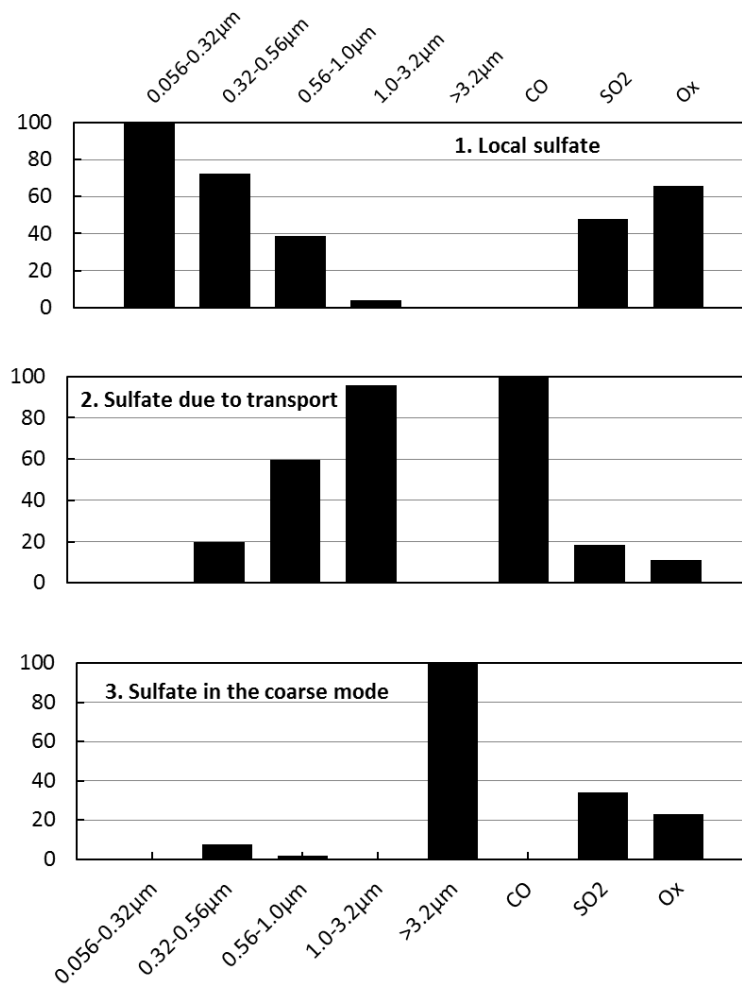 0.056-0.32µm
0.32-0.56µm
0.56-1.0µm
1.0-3.2µm
>3.2µm
CO
SO2
Ox
100
80
60
40
20
0
1. Local sulfate
100
80
60
40
20
0
2. Sulfate due to transport
100
80
60
40
20
0
3. Sulfate in the coarse mode
0.056-0.32µm
0.32-0.56µm
0.56-1.0µm
1.0-3.2µm
>3.2µm
CO
SO2
Ox